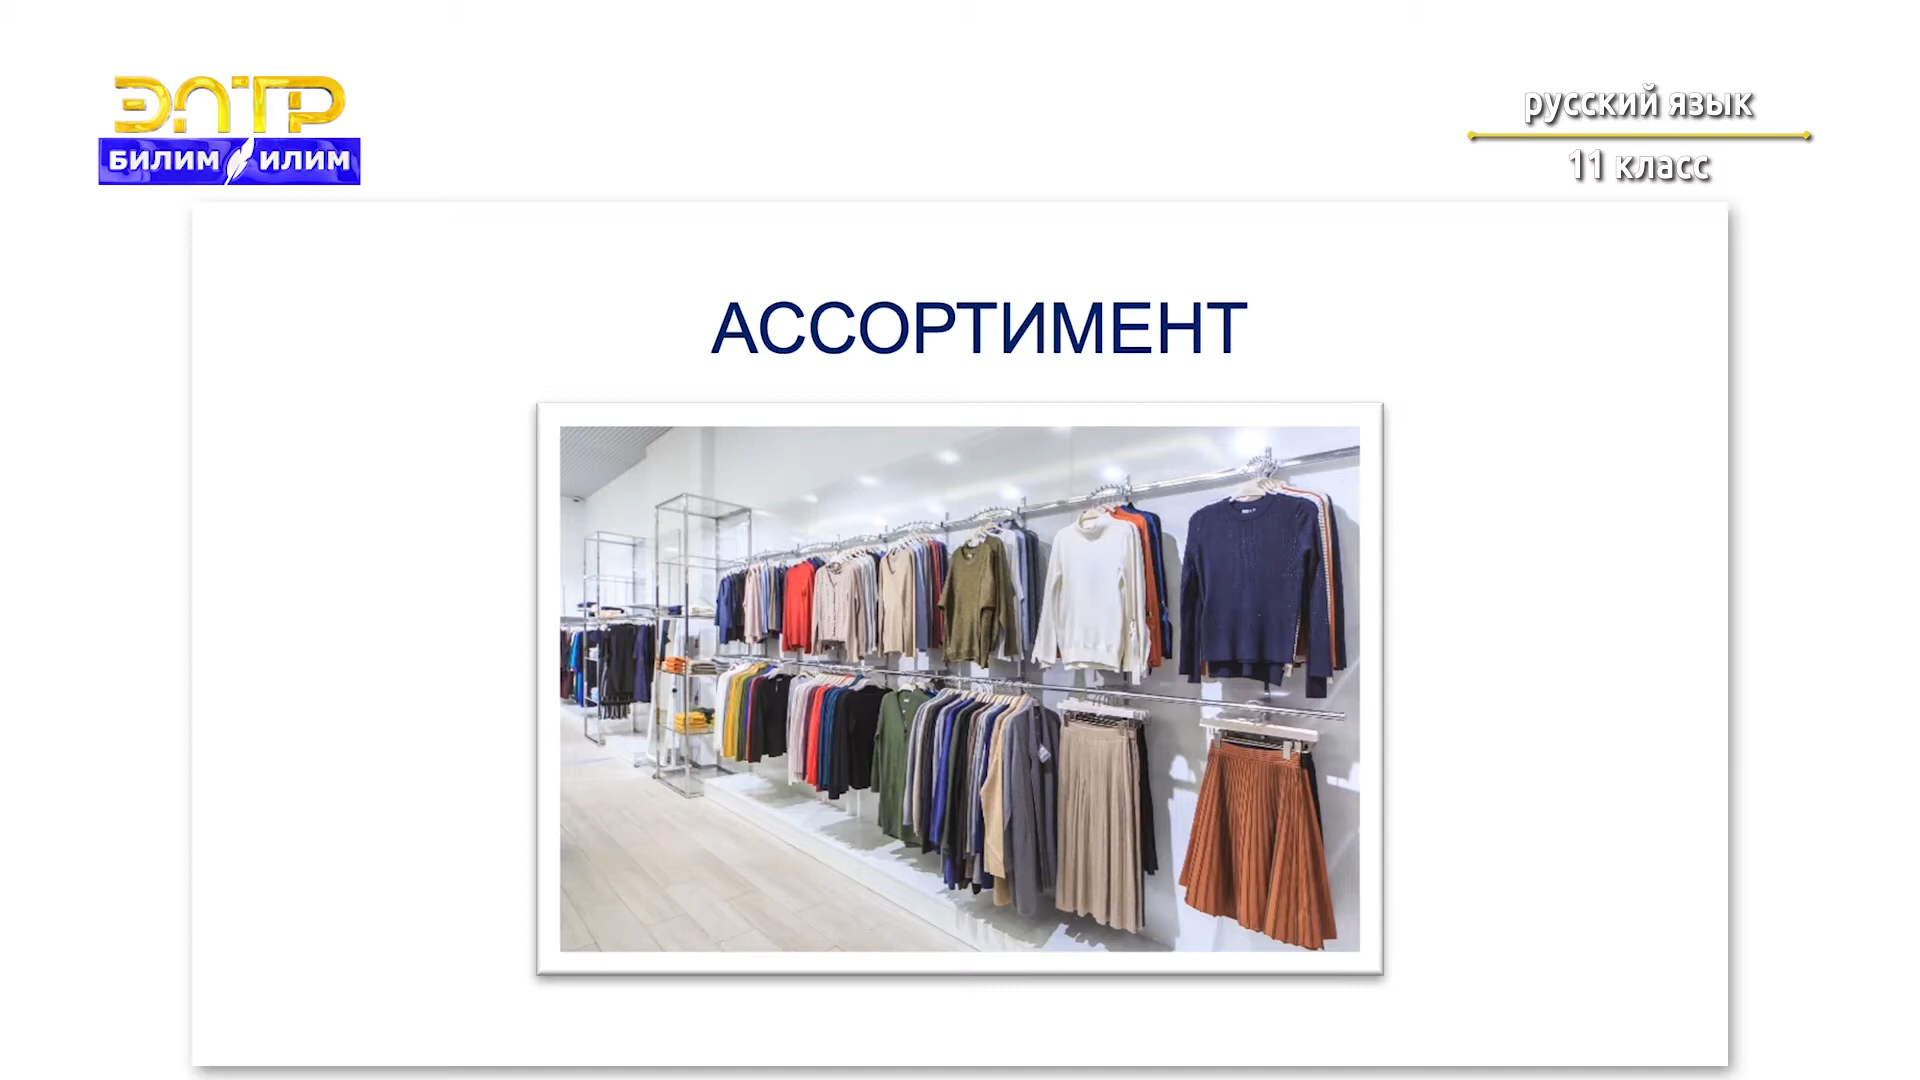 ЭЛТР
БИЛИМ ИЛИМ
русский язык
11 класс
АССОРТИМЕНТ